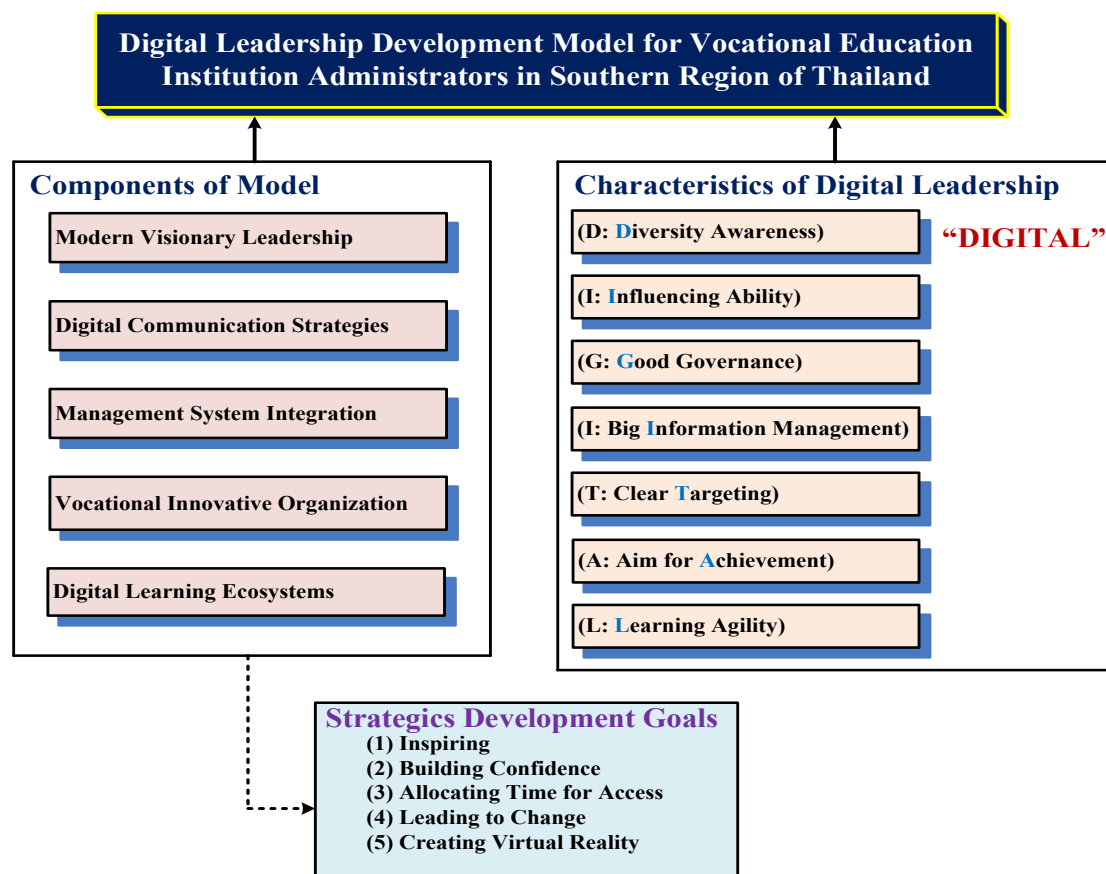 Digital Leadership Development Model for Vocational Education
Institution Administrators in Southern Region of Thailand
Components of Model
Modern Visionary Leadership
Digital Communication Strategies
Management System Integration
Vocational Innovative Organization
Digital Learning Ecosystems
Characteristics of Digital Leadership
(D: Diversity Awareness)
“DIGITAL”
(I: Influencing Ability)
(G: Good Governance)
(I: Big Information Management)
(T: Clear Targeting)
(A: Aim for Achievement)
(L: Learning Agility)
Strategics Development Goals
(1) Inspiring
(2) Building Confidence
(3) Allocating Time for Access
(4) Leading to Change
(5) Creating Virtual Reality